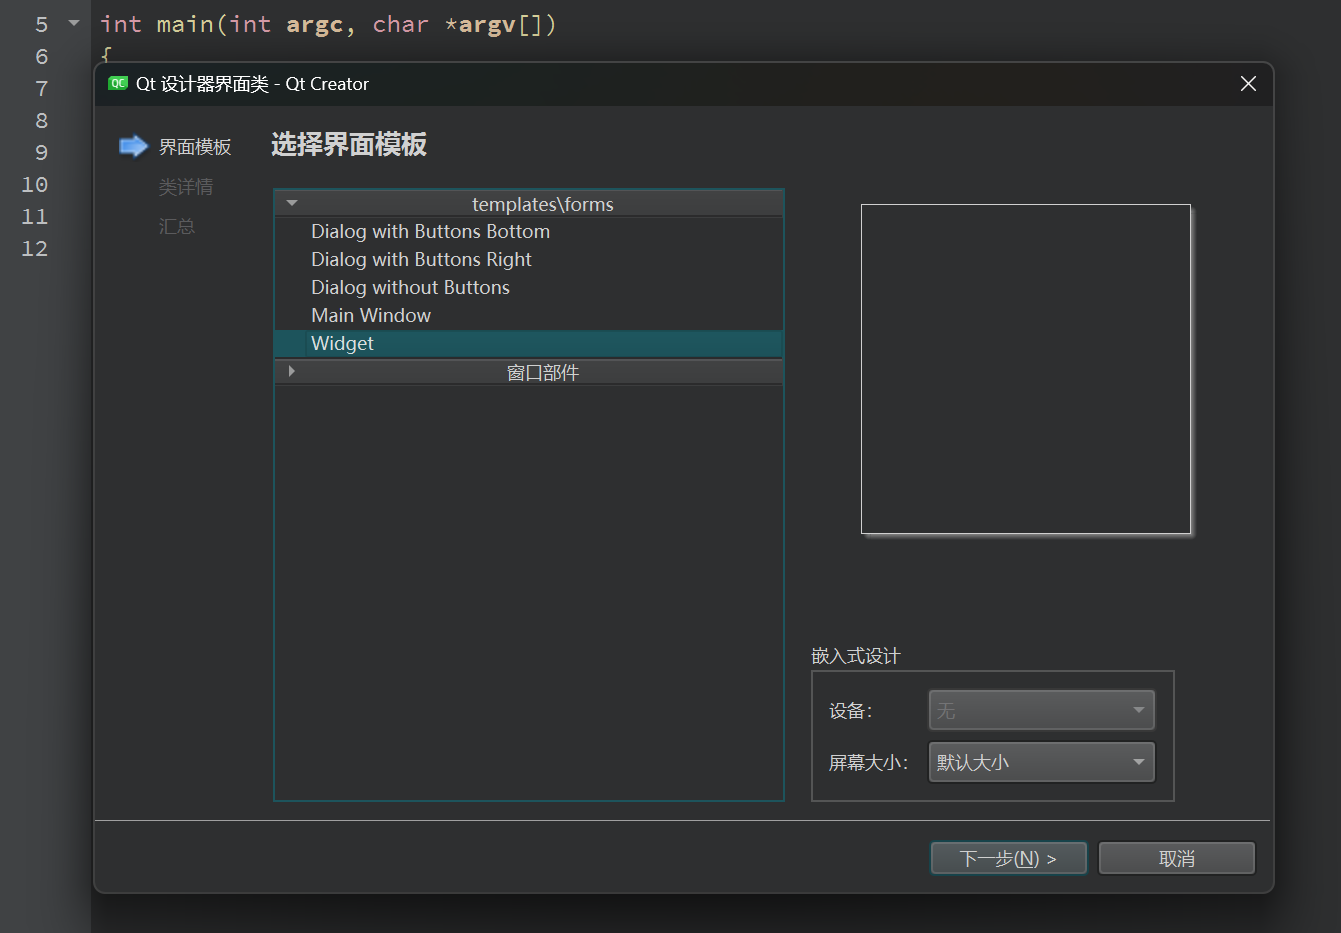 5 int main(int argc, char *argv[])
6 {
7
8
9
10
11
12
QC Qt 设计器界面类 - Qt Creator
界面模板
类详情
汇总
选择界面模板
templates\forms
Dialog with Buttons Bottom
Dialog with Buttons Right
Dialog without Buttons
Main Window
Widget
窗口部件
嵌入式设计
设备： 无
屏幕大小： 默认大小
下一步(N) > 取消